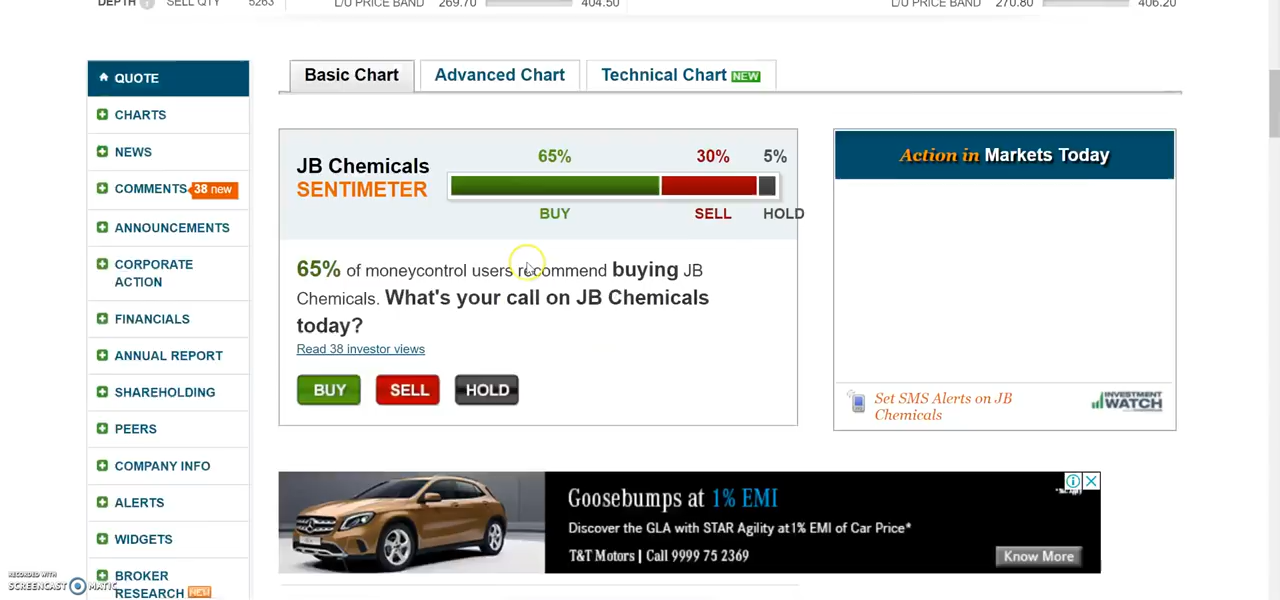 DEPTH SELL QTY 5263 L/U PRICE BAND 269.70 404.50 L/U PRICE BAND 270.80 406.20
QUOTE
CHARTS
NEWS
COMMENTS 38 new
ANNOUNCEMENTS
CORPORATE
ACTION
FINANCIALS
ANNUAL REPORT
SHAREHOLDING
PEERS
COMPANY INFO
ALERTS
WIDGETS
BROKER
RESEARCH NEW
Basic Chart Advanced Chart Technical Chart NEW
JB Chemicals
SENTIMETER
65% 30% 5%
BUY SELL HOLD
65% of moneycontrol users recommend buying JB
Chemicals. What's your call on JB Chemicals
today?
Read 38 investor views
BUY SELL HOLD
Action in Markets Today
Set SMS Alerts on JB
Chemicals
INVESTMENT
WATCH
Goosebumps at 1% EMI
Discover the GLA with STAR Agility at 1% EMI of Car Price*
T&T Motors | Call 9999 75 2369
Know More
RECORDED WITH
SCREENCAST MATIC